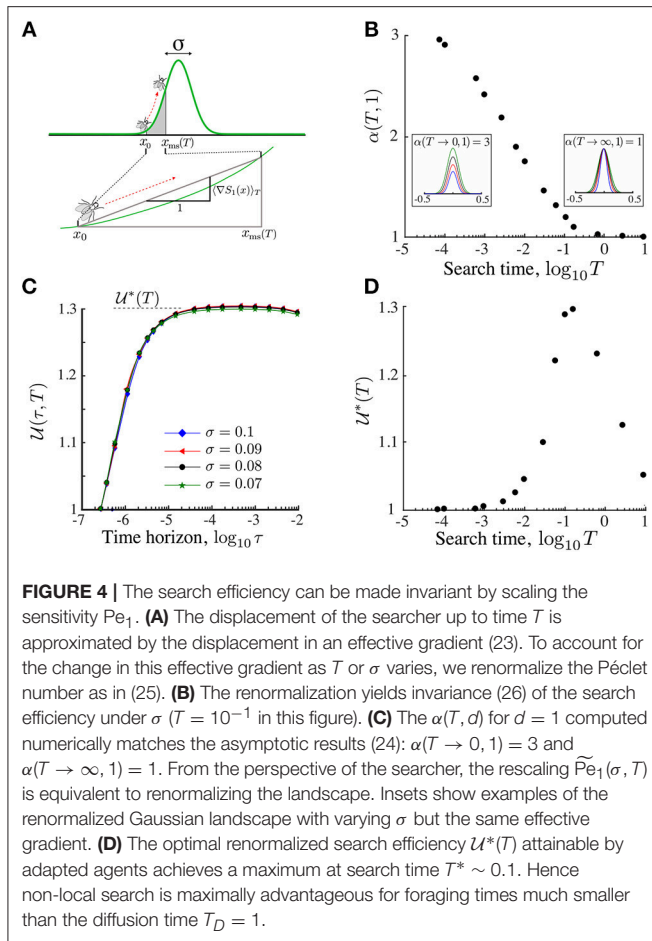 A
σ
x₀
x_ms(T)
⟨∇S₁(x)⟩_T
1
x₀
x_ms(T)
B
3
2
1
α(T, 1)
α(T → 0, 1) = 3
-0.5
0.5
α(T → ∞, 1) = 1
-0.5
0.5
-5
-4
-3
-2
-1
0
1
Search time, log₁₀ T
C
𝒰*(T)
1.3
1.2
1.1
1
𝒰(τ, T)
σ = 0.1
σ = 0.09
σ = 0.08
σ = 0.07
-7
-6
-5
-4
-3
-2
Time horizon, log₁₀ τ
D
1.3
1.2
1.1
1
𝒰*(T)
-5
-4
-3
-2
-1
0
1
Search time, log₁₀ T
FIGURE 4 | The search efficiency can be made invariant by scaling the
sensitivity Pe₁. (A) The displacement of the searcher up to time T is
approximated by the displacement in an effective gradient (23). To account for
the change in this effective gradient as T or σ varies, we renormalize the Péclet
number as in (25). (B) The renormalization yields invariance (26) of the search
efficiency under σ (T = 10⁻¹ in this figure). (C) The α(T, d) for d = 1 computed
numerically matches the asymptotic results (24): α(T → 0, 1) = 3 and
α(T → ∞, 1) = 1. From the perspective of the searcher, the rescaling P͠e₁(σ, T)
is equivalent to renormalizing the landscape. Insets show examples of the
renormalized Gaussian landscape with varying σ but the same effective
gradient. (D) The optimal renormalized search efficiency 𝒰*(T) attainable by
adapted agents achieves a maximum at search time T* ∼ 0.1. Hence
non-local search is maximally advantageous for foraging times much smaller
than the diffusion time T_D = 1.